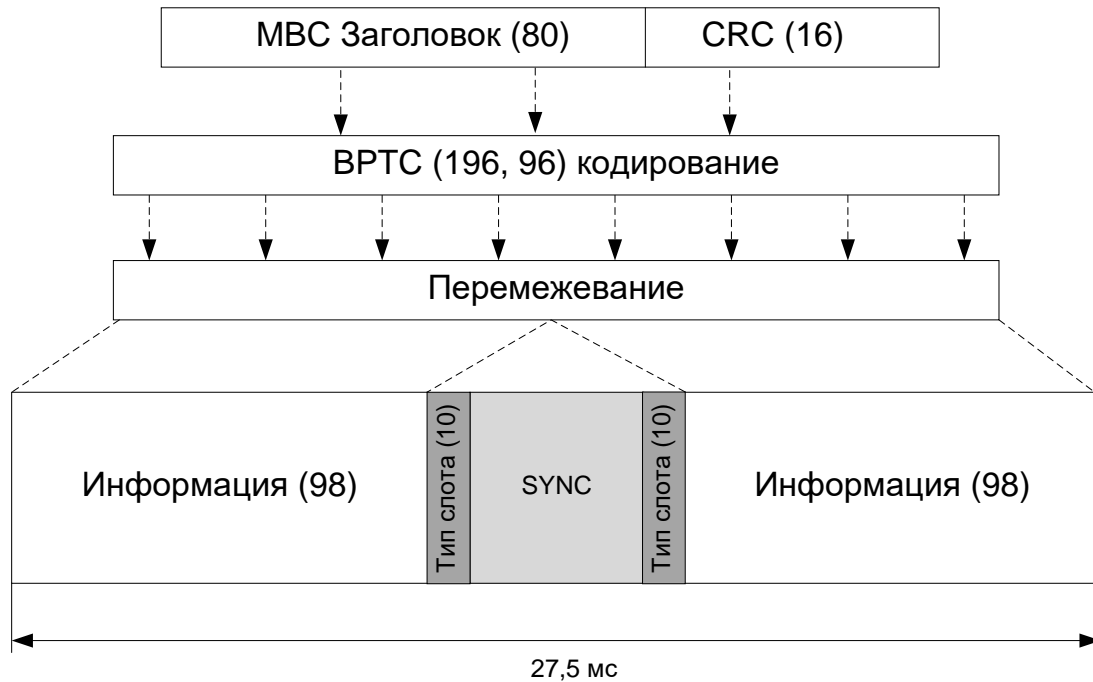 МВС Заголовок (80)
CRC (16)
BPTC (196, 96) кодирование
Перемежевание
Информация (98)
Тип слота (10)
SYNC
Тип слота (10)
Информация (98)
27,5 мс